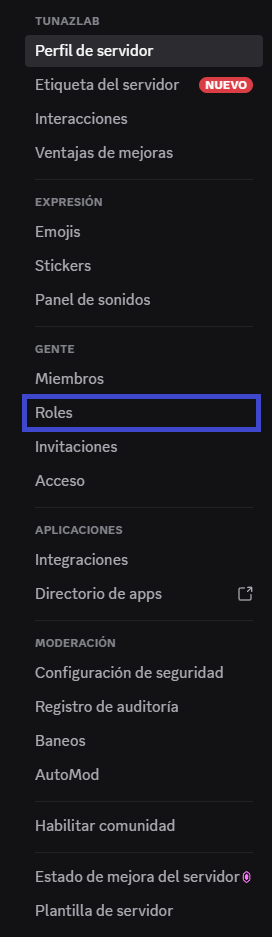 TUNAZLAB
Perfil de servidor
Etiqueta del servidor NUEVO
Interacciones
Ventajas de mejoras
EXPRESIÓN
Emojis
Stickers
Panel de sonidos
GENTE
Miembros
Roles
Invitaciones
Acceso
APLICACIONES
Integraciones
Directorio de apps
MODERACIÓN
Configuración de seguridad
Registro de auditoría
Baneos
AutoMod
Habilitar comunidad
Estado de mejora del servidor
Plantilla de servidor